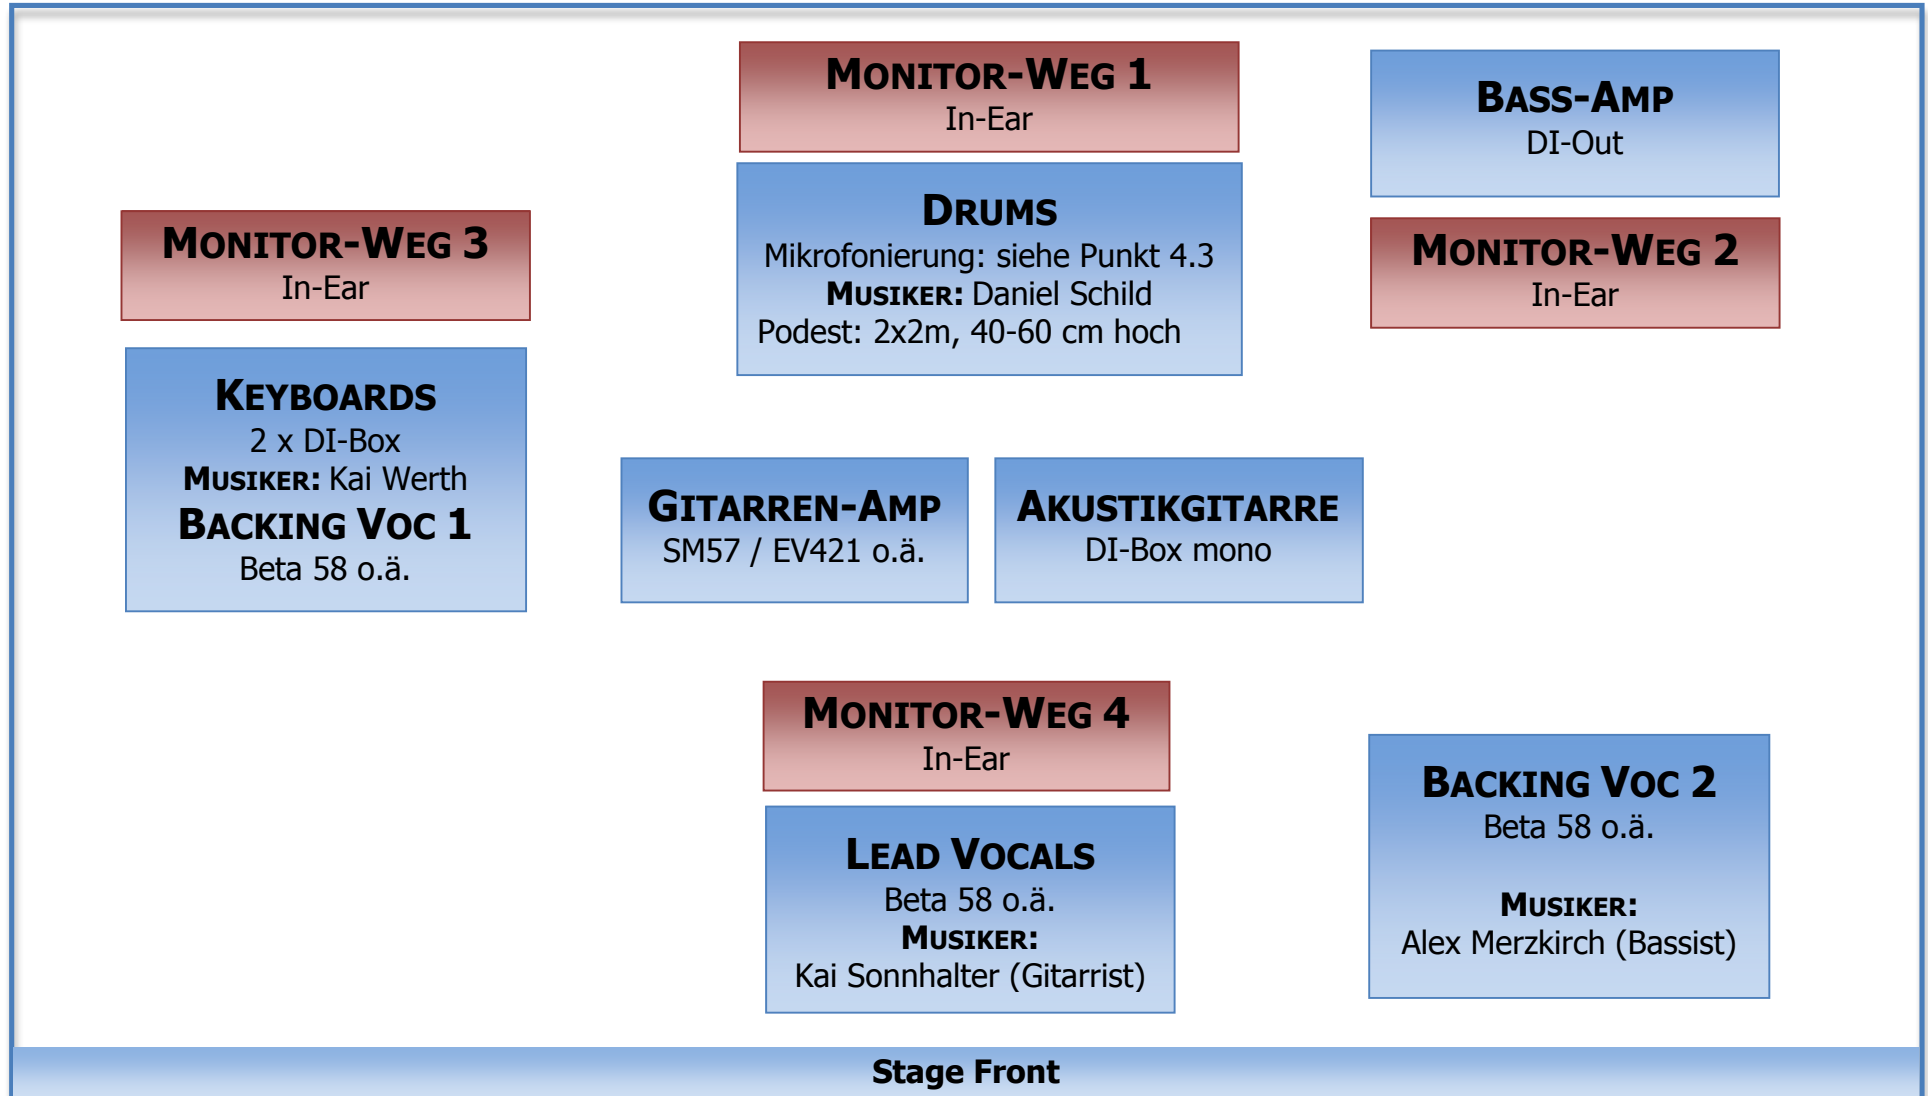 MONITOR-WEG 1
In-Ear
BASS-AMP
DI-Out
DRUMS
Mikrofonierung: siehe Punkt 4.3
MUSIKER: Daniel Schild
Podest: 2x2m, 40-60 cm hoch
MONITOR-WEG 3
In-Ear
MONITOR-WEG 2
In-Ear
KEYBOARDS
2 x DI-Box
MUSIKER: Kai Werth
BACKING VOC 1
Beta 58 o.ä.
GITARREN-AMP
SM57 / EV421 o.ä.
AKUSTIKGITARRE
DI-Box mono
MONITOR-WEG 4
In-Ear
LEAD VOCALS
Beta 58 o.ä.
MUSIKER:
Kai Sonnhalter (Gitarrist)
BACKING VOC 2
Beta 58 o.ä.
MUSIKER:
Alex Merzkirch (Bassist)
Stage Front